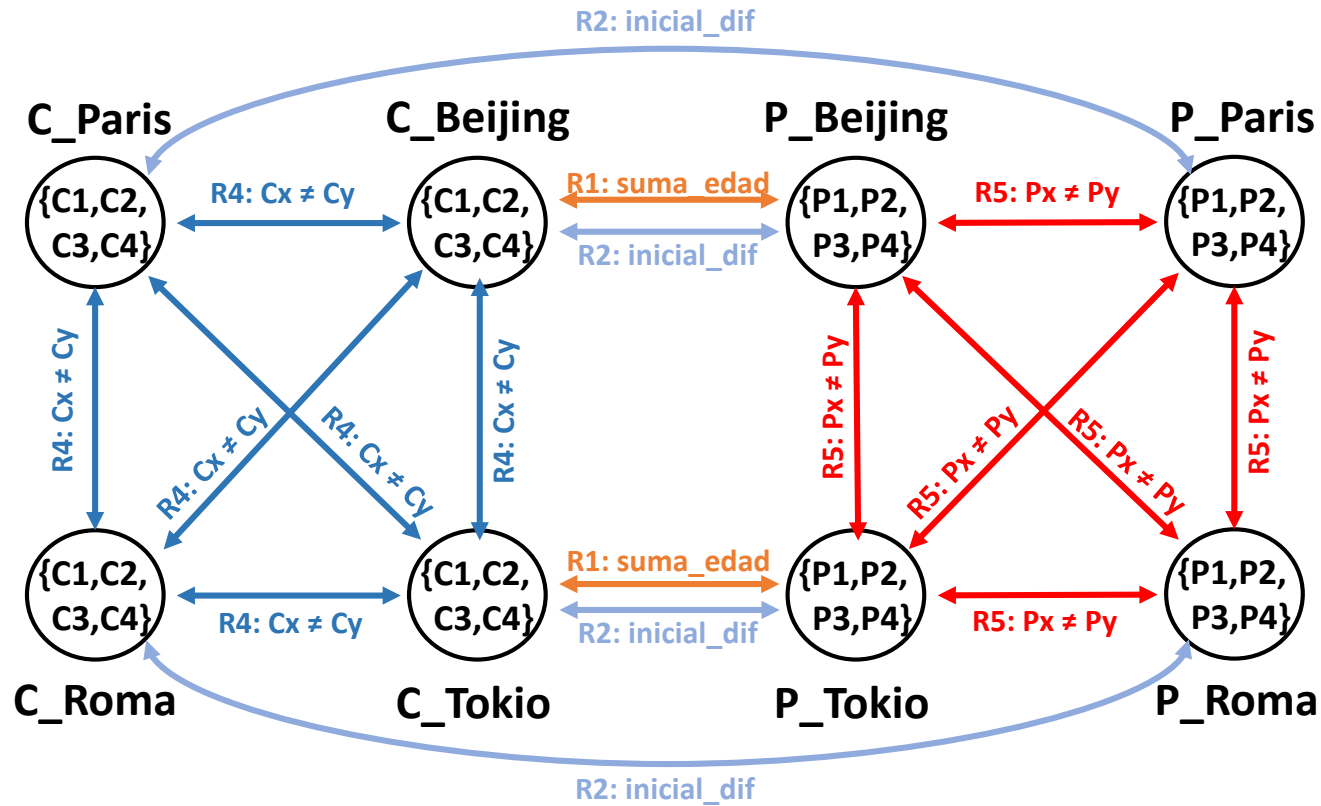 R2: inicial_dif
C_Paris
C_Beijing
P_Beijing
P_Paris
{C1,C2,
C3,C4}
R4: Cx ≠ Cy
{C1,C2,
C3,C4}
R1: suma_edad
R2: inicial_dif
{P1,P2,
P3,P4}
R5: Px ≠ Py
{P1,P2,
P3,P4}
R4: Cx ≠ Cy
R4: Cx ≠ Cy
R4: Cx ≠ Cy
R4: Cx ≠ Cy
R5: Px ≠ Py
R5: Px ≠ Py
R5: Px ≠ Py
R5: Px ≠ Py
{C1,C2,
C3,C4}
R4: Cx ≠ Cy
{C1,C2,
C3,C4}
R1: suma_edad
R2: inicial_dif
{P1,P2,
P3,P4}
R5: Px ≠ Py
{P1,P2,
P3,P4}
C_Roma
C_Tokio
P_Tokio
P_Roma
R2: inicial_dif